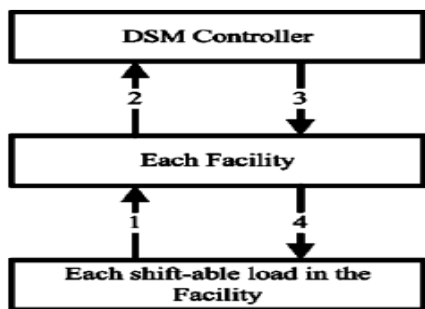 DSM Controller
2
3
Each Facility
1
4
Each shift-able load in the
Facility